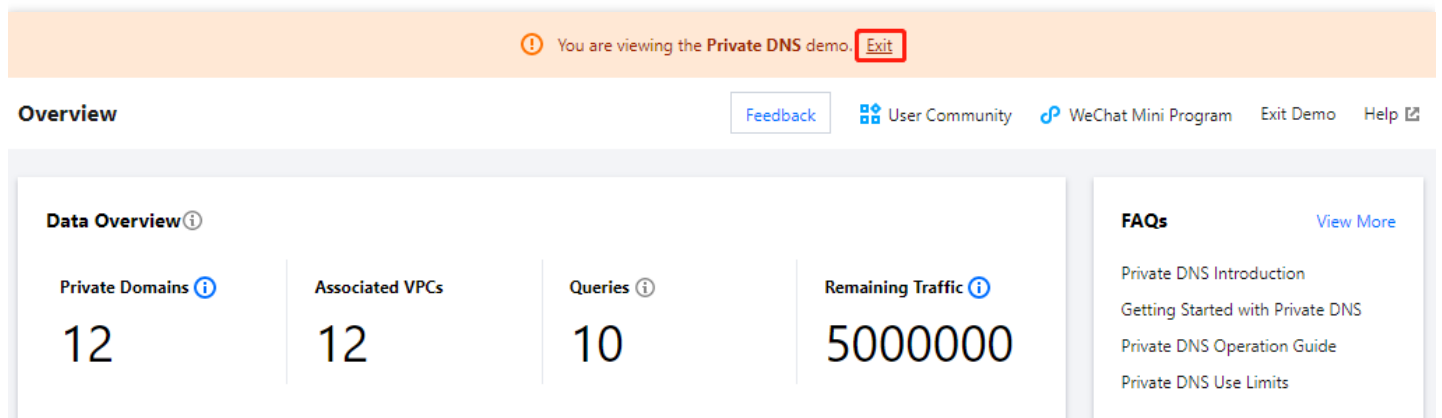 You are viewing the Private DNS demo. Exit
Overview
Feedback
User Community
WeChat Mini Program
Exit Demo
Help
Data Overview
Private Domains
12
Associated VPCs
12
Queries
10
Remaining Traffic
5000000
FAQs
View More
Private DNS Introduction
Getting Started with Private DNS
Private DNS Operation Guide
Private DNS Use Limits